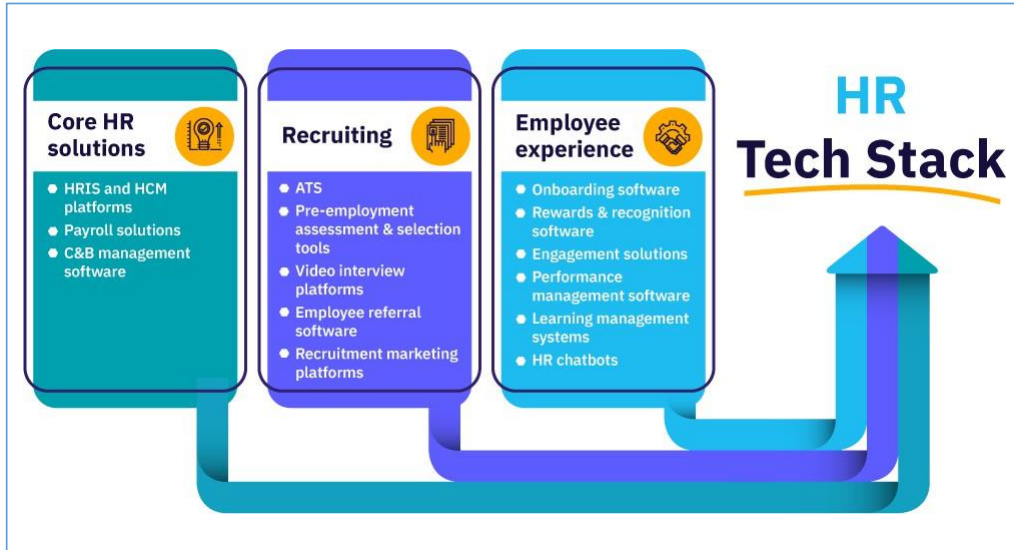 Core HR
solutions
HRIS and HCM
platforms
Payroll solutions
C&B management
software
Recruiting
ATS
Pre-employment
assessment & selection
tools
Video interview
platforms
Employee referral
software
Recruitment marketing
platforms
Employee
experience
Onboarding software
Rewards & recognition
software
Engagement solutions
Performance
management software
Learning management
systems
HR chatbots
HR
Tech Stack